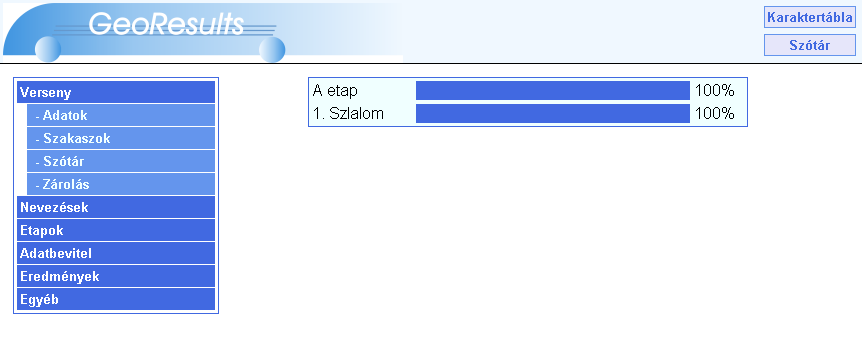 GeoResults
Karaktertábla
Szótár
Verseny
- Adatok
- Szakaszok
- Szótár
- Zárolás
Nevezések
Etapok
Adatbevitel
Eredmények
Egyéb
A etap 100%
1. Szlalom 100%